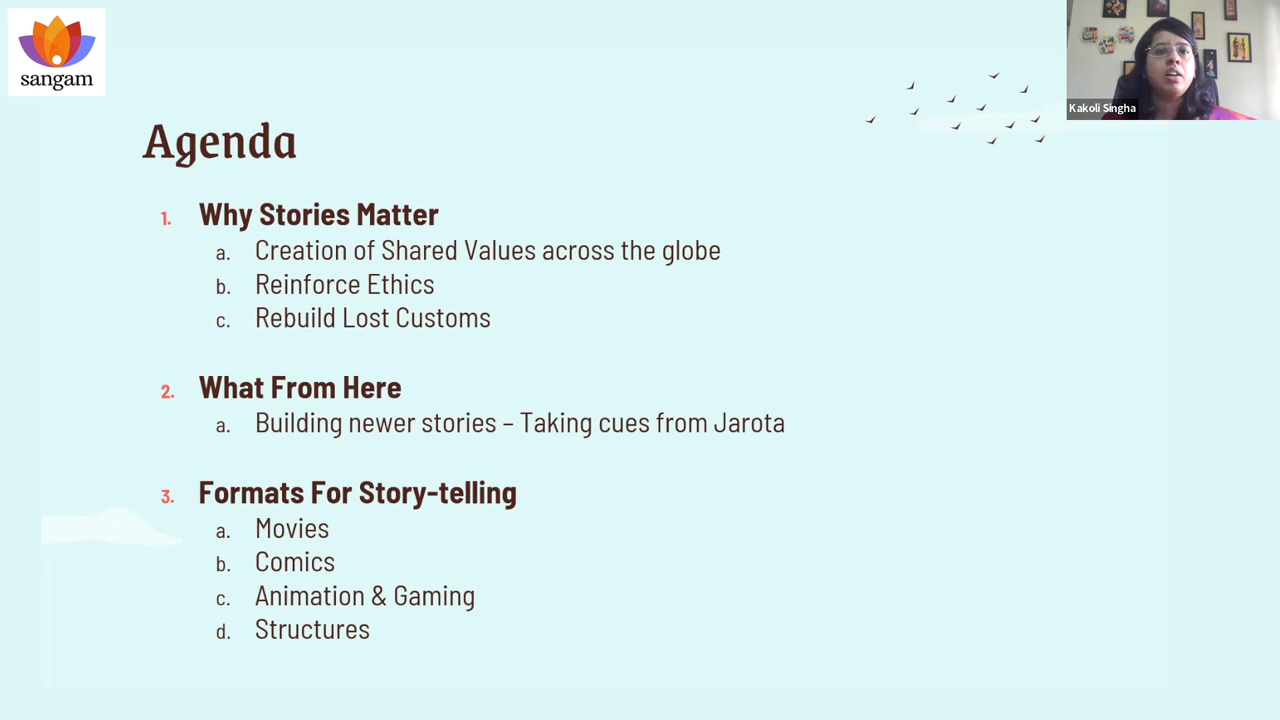 sangam
Kakoli Singha
Agenda
1. Why Stories Matter
a. Creation of Shared Values across the globe
b. Reinforce Ethics
c. Rebuild Lost Customs
2. What From Here
a. Building newer stories – Taking cues from Jarota
3. Formats For Story-telling
a. Movies
b. Comics
c. Animation & Gaming
d. Structures